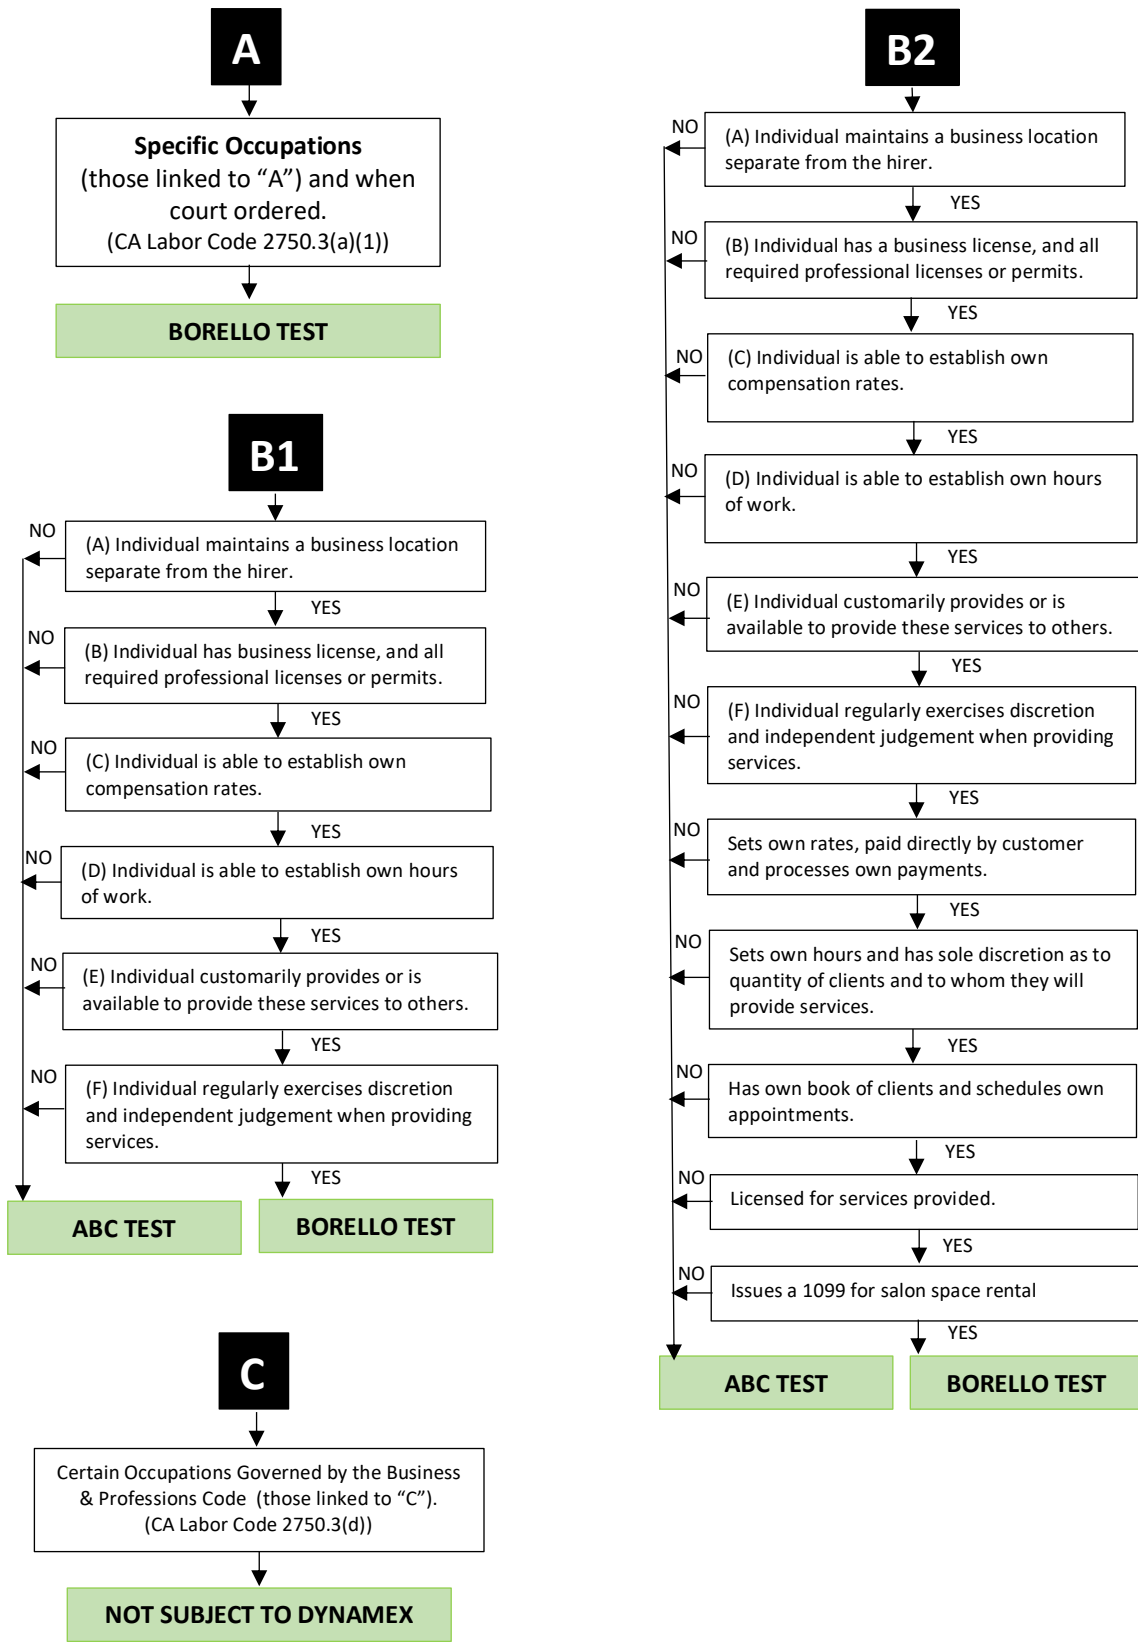 A
Specific Occupations
(those linked to “A”) and when
court ordered.
(CA Labor Code 2750.3(a)(1))
BORELLO TEST
B1
NO
(A) Individual maintains a business location
separate from the hirer.
YES
NO
(B) Individual has business license, and all
required professional licenses or permits.
YES
NO
(C) Individual is able to establish own
compensation rates.
YES
NO
(D) Individual is able to establish own hours
of work.
YES
NO
(E) Individual customarily provides or is
available to provide these services to others.
YES
NO
(F) Individual regularly exercises discretion
and independent judgement when providing
services.
YES
ABC TEST
BORELLO TEST
C
Certain Occupations Governed by the Business
& Professions Code (those linked to “C”).
(CA Labor Code 2750.3(d))
NOT SUBJECT TO DYNAMEX
B2
NO
(A) Individual maintains a business location
separate from the hirer.
YES
NO
(B) Individual has a business license, and all
required professional licenses or permits.
YES
NO
(C) Individual is able to establish own
compensation rates.
YES
NO
(D) Individual is able to establish own hours
of work.
YES
NO
(E) Individual customarily provides or is
available to provide these services to others.
YES
NO
(F) Individual regularly exercises discretion
and independent judgement when providing
services.
YES
NO
Sets own rates, paid directly by customer
and processes own payments.
YES
NO
Sets own hours and has sole discretion as to
quantity of clients and to whom they will
provide services.
YES
NO
Has own book of clients and schedules own
appointments.
YES
NO
Licensed for services provided.
YES
NO
Issues a 1099 for salon space rental
YES
ABC TEST
BORELLO TEST